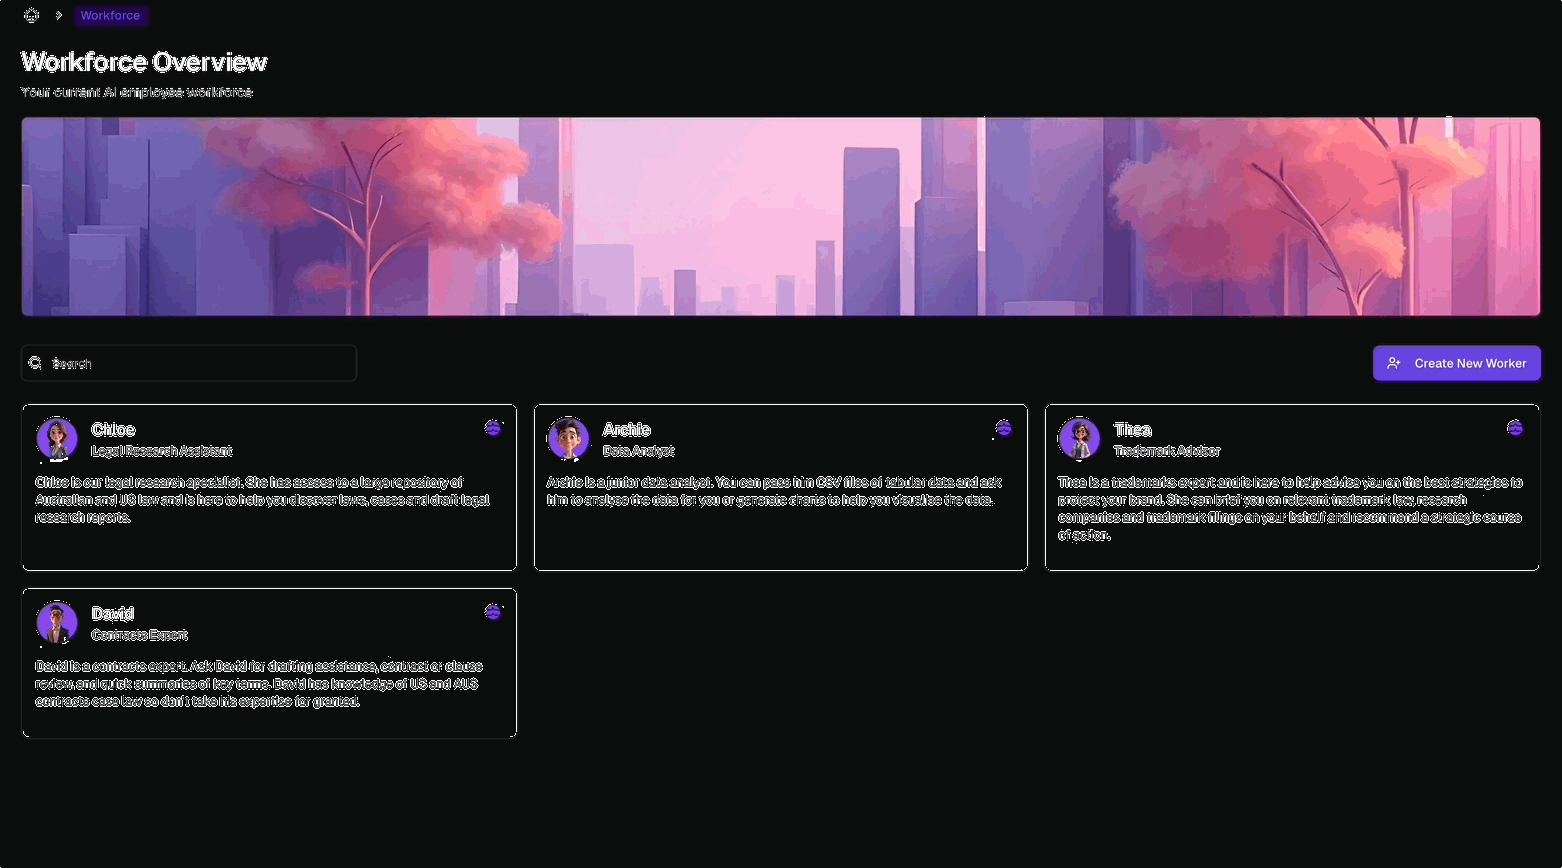 Workforce
Workforce Overview
Your current AI employee workforce
Search
Create New Worker
Chloe
Legal Research Assistant
Chloe is our legal research specialist. She has access to a large repository of
Australian and US law and is here to help you discover laws, cases and draft legal
research reports.
Archie
Data Analyst
Archie is a junior data analyst. You can pass him CSV files of tabular data and ask
him to analyse the data for you or generate charts to help you visualise the data.
Thea
Trademark Advisor
Thea is a trademarks expert and is here to help advise you on the best strategies to
protect your brand. She can brief you on relevant trademark law, research
companies and trademark filings on your behalf and recommend a strategic course
of action.
David
Contracts Expert
David is a contracts expert. Ask David for drafting assistance, contract or clause
review, and quick summaries of key terms. David has knowledge of US and AUS
contracts case law so don't take his expertise for granted.